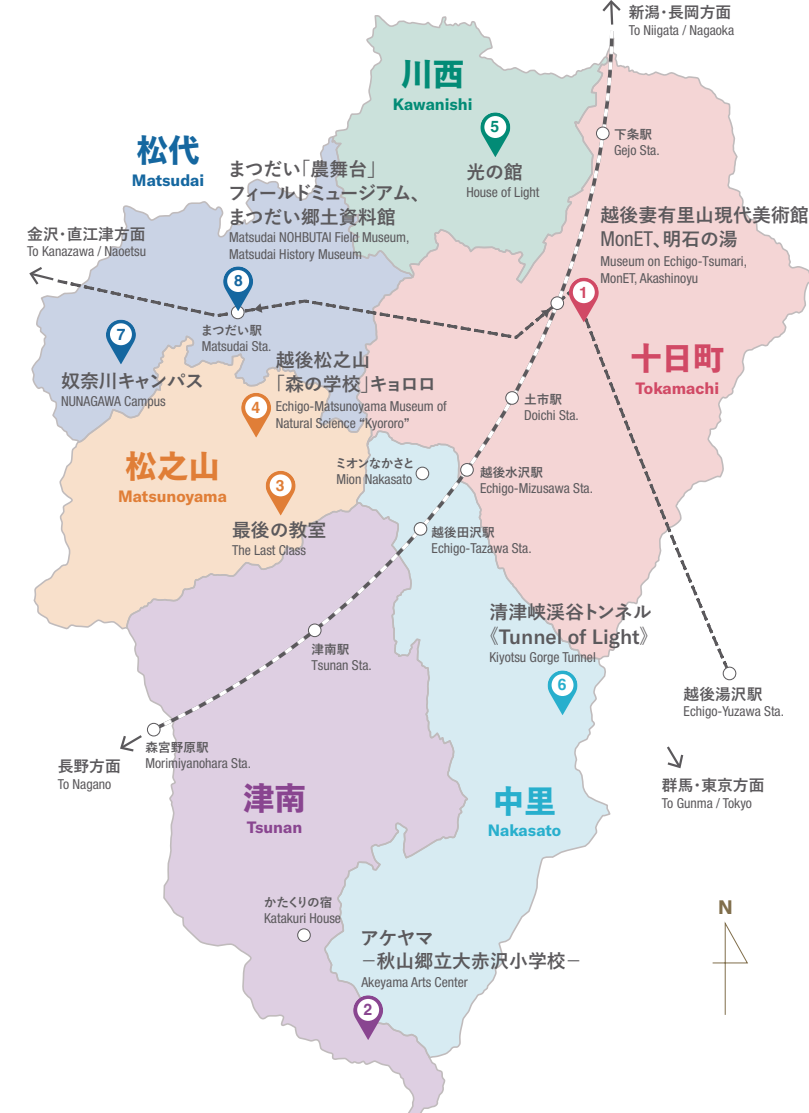 新潟・長岡方面
To Niigata / Nagaoka
川西
Kawanishi
5
光の館
House of Light
下条駅
Gejo Sta.
松代
Matsudai
まつだい「農舞台」
フィールドミュージアム、
まつだい郷土資料館
Matsudai NOHBUTAI Field Museum,
Matsudai History Museum
越後妻有里山現代美術館
MonET、明石の湯
Museum on Echigo-Tsumari,
MonET, Akashinoyu
金沢・直江津方面
To Kanazawa / Naoetsu
8
1
まつだい駅
Matsudai Sta.
7
奴奈川キャンパス
NUNAGAWA Campus
十日町
Tokamachi
越後松之山
「森の学校」キョロロ
Echigo-Matsunoyama Museum of
Natural Science “Kyororo”
4
土市駅
Doichi Sta.
松之山
Matsunoyama
ミオンなかさと
Mion Nakasato
越後水沢駅
Echigo-Mizusawa Sta.
3
最後の教室
The Last Class
越後田沢駅
Echigo-Tazawa Sta.
清津峡渓谷トンネル
《Tunnel of Light》
Kiyotsu Gorge Tunnel
6
津南駅
Tsunan Sta.
越後湯沢駅
Echigo-Yuzawa Sta.
森宮野原駅
Morimiyanohara Sta.
長野方面
To Nagano
群馬・東京方面
To Gunma / Tokyo
津南
Tsunan
中里
Nakasato
かたくりの宿
Katakuri House
N
アケヤマ
−秋山郷立大赤沢小学校−
Akeyama Arts Center
2